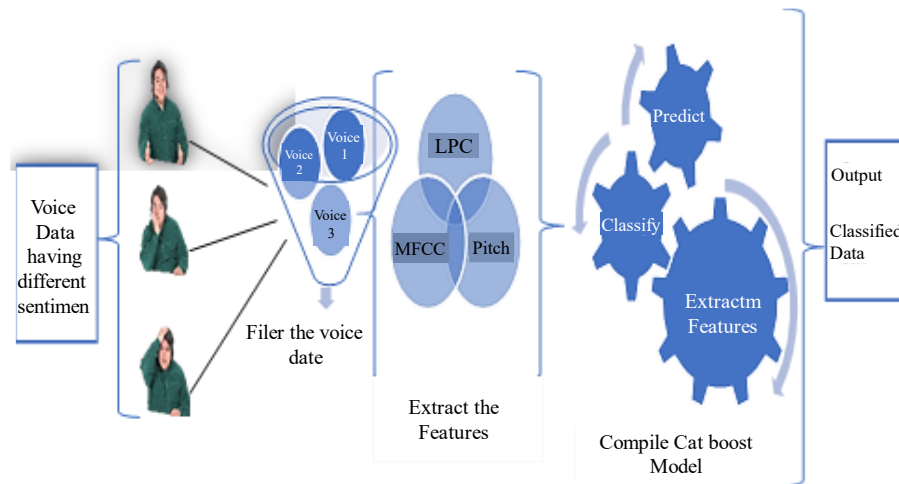 Voice
Data
having
different
sentimen
Voice
1
Voice
2
Voice
3
Filer the voice
date
LPC
MFCC
Pitch
Extract the
Features
Predict
Classify
Extractm
Features
Compile Cat boost
Model
Output
Classified
Data